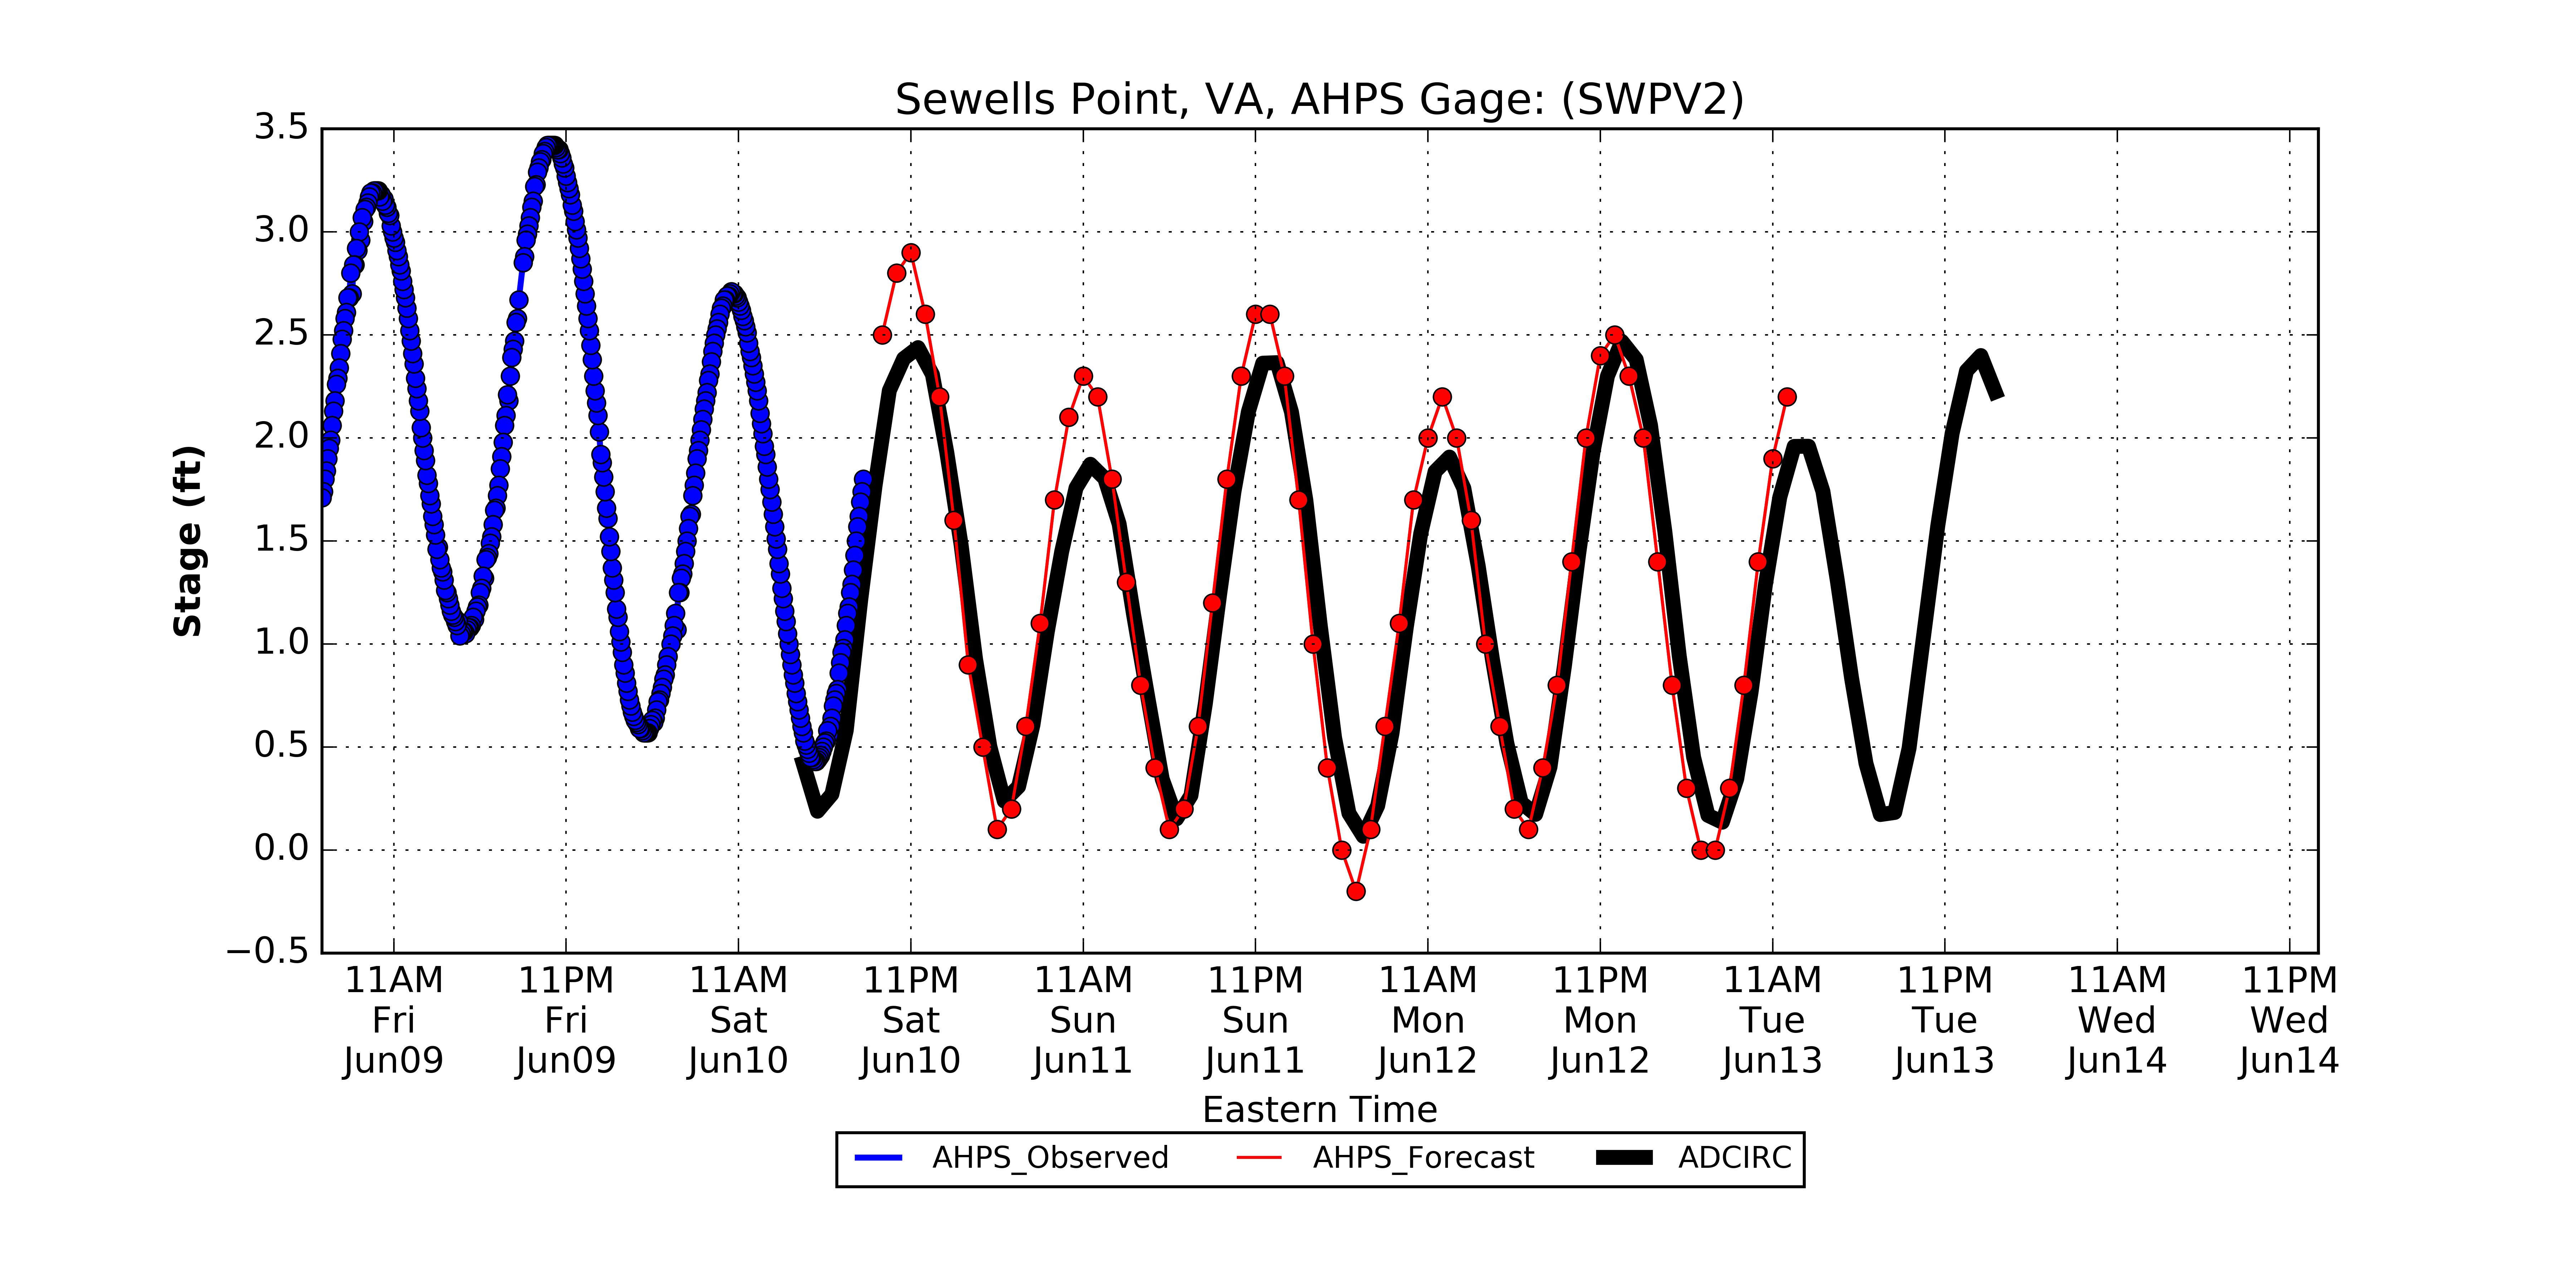 Sewells Point, VA, AHPS Gage: (SWPV2)
3.5
3.0
2.5
2.0
1.5
1.0
0.5
0.0
−0.5
Stage (ft)
11AM 11PM 11AM 11PM 11AM 11PM 11AM 11PM 11AM 11PM 11AM 11PM
Fri Fri Sat Sat Sun Sun Mon Mon Tue Tue Wed Wed
Jun09 Jun09 Jun10 Jun10 Jun11 Jun11 Jun12 Jun12 Jun13 Jun13 Jun14 Jun14
Eastern Time
AHPS_Observed AHPS_Forecast ADCIRC